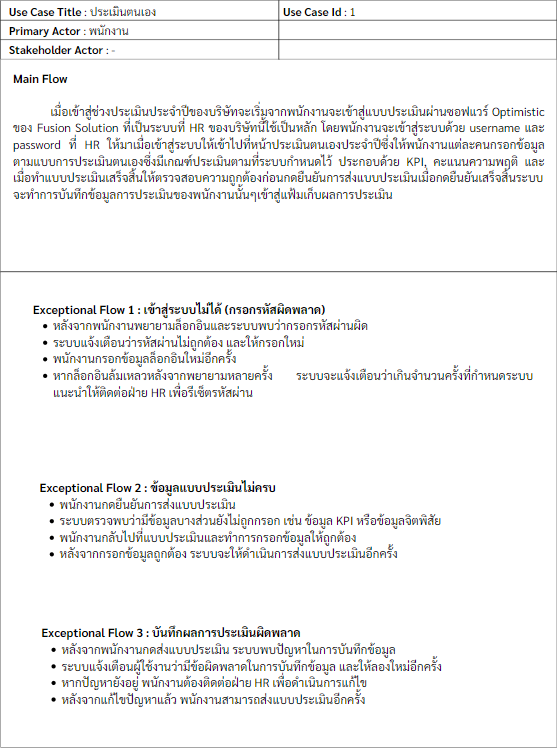 Use Case Title : ประเมินตนเอง
Use Case Id : 1
Primary Actor : พนักงาน
Stakeholder Actor : -
Main Flow
เมื่อเข้าสู่ช่วงประเมินประจำปีของบริษัทจะเริ่มจากพนักงานจะเข้าสู่แบบประเมินผ่านซอฟแวร์ Optimistic
ของ Fusion Solution ที่เป็นระบบที่ HR ของบริษัทนี้ใช้เป็นหลัก โดยพนักงานจะเข้าสู่ระบบด้วย username และ
password ที่ HR ให้มาเมื่อเข้าสู่ระบบให้เข้าไปที่หน้าประเมินตนเองประจำปีซึ่งให้พนักงานแต่ละคนกรอกข้อมูล
ตามแบบการประเมินตนเองซึ่งมีเกณฑ์ประเมินตามที่ระบบกำหนดไว้ ประกอบด้วย KPI, คะแนนความพฤติ และ
เมื่อทำแบบประเมินเสร็จสิ้นให้ตรวจสอบความถูกต้องก่อนกดยืนยันการส่งแบบประเมินเมื่อกดยืนยันเสร็จสิ้นระบบ
จะทำการบันทึกข้อมูลการประเมินของพนักงานนั้นๆเข้าสู่แฟ้มเก็บผลการประเมิน
Exceptional Flow 1 : เข้าสู่ระบบไม่ได้ (กรอกรหัสผิดพลาด)
• หลังจากพนักงานพยายามล็อกอินและระบบพบว่ากรอกรหัสผ่านผิด
• ระบบแจ้งเตือนว่ารหัสผ่านไม่ถูกต้อง และให้กรอกใหม่
• พนักงานกรอกข้อมูลล็อกอินใหม่อีกครั้ง
• หากล็อกอินล้มเหลวหลังจากพยายามหลายครั้ง ระบบจะแจ้งเตือนว่าเกินจำนวนครั้งที่กำหนดระบบ
แนะนำให้ติดต่อฝ่าย HR เพื่อรีเซ็ตรหัสผ่าน
Exceptional Flow 2 : ข้อมูลแบบประเมินไม่ครบ
• พนักงานกดยืนยันการส่งแบบประเมิน
• ระบบตรวจพบว่ามีข้อมูลบางส่วนยังไม่ถูกกรอก เช่น ข้อมูล KPI หรือข้อมูลจิตพิสัย
• พนักงานกลับไปที่แบบประเมินและทำการกรอกข้อมูลให้ถูกต้อง
• หลังจากกรอกข้อมูลถูกต้อง ระบบจะให้ดำเนินการส่งแบบประเมินอีกครั้ง
Exceptional Flow 3 : บันทึกผลการประเมินผิดพลาด
• หลังจากพนักงานกดส่งแบบประเมิน ระบบพบปัญหาในการบันทึกข้อมูล
• ระบบแจ้งเตือนผู้ใช้งานว่ามีข้อผิดพลาดในการบันทึกข้อมูล และให้ลองใหม่อีกครั้ง
• หากปัญหายังอยู่ พนักงานต้องติดต่อฝ่าย HR เพื่อดำเนินการแก้ไข
• หลังจากแก้ไขปัญหาแล้ว พนักงานสามารถส่งแบบประเมินอีกครั้ง